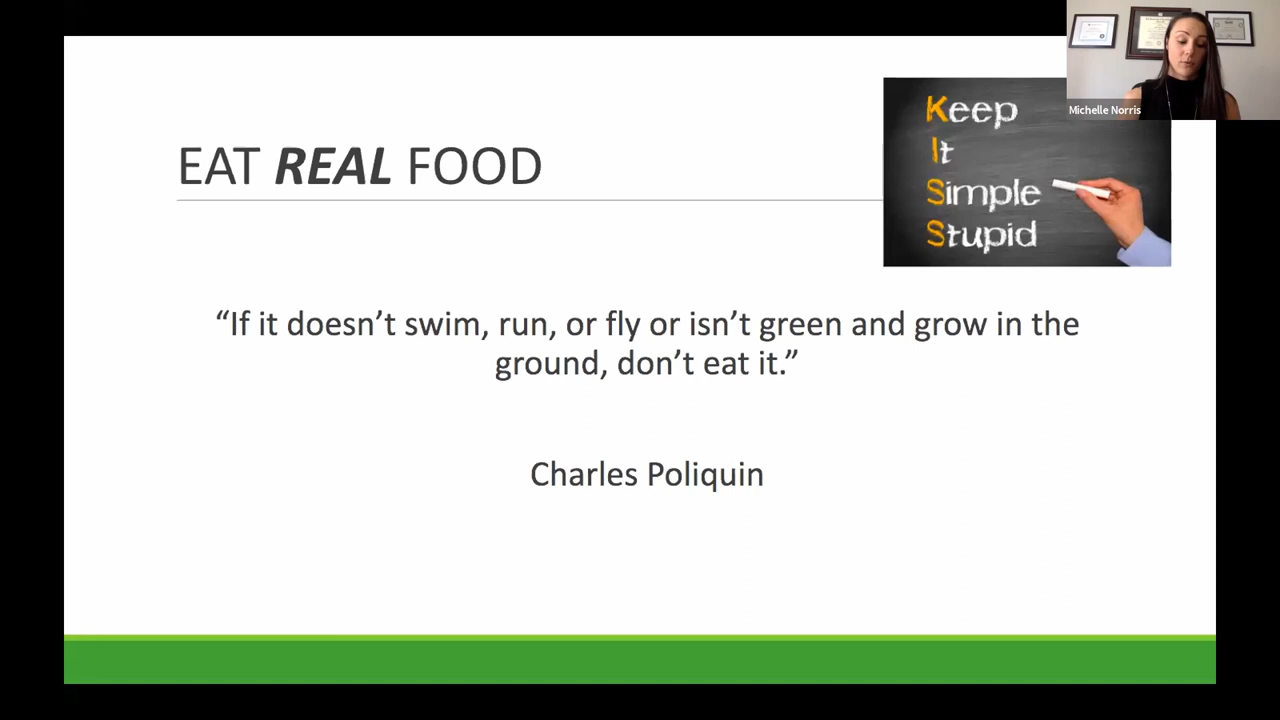 EAT REAL FOOD
Keep
It
Simple
Stupid
Michelle Norris
“If it doesn’t swim, run, or fly or isn’t green and grow in the
ground, don’t eat it.”
Charles Poliquin